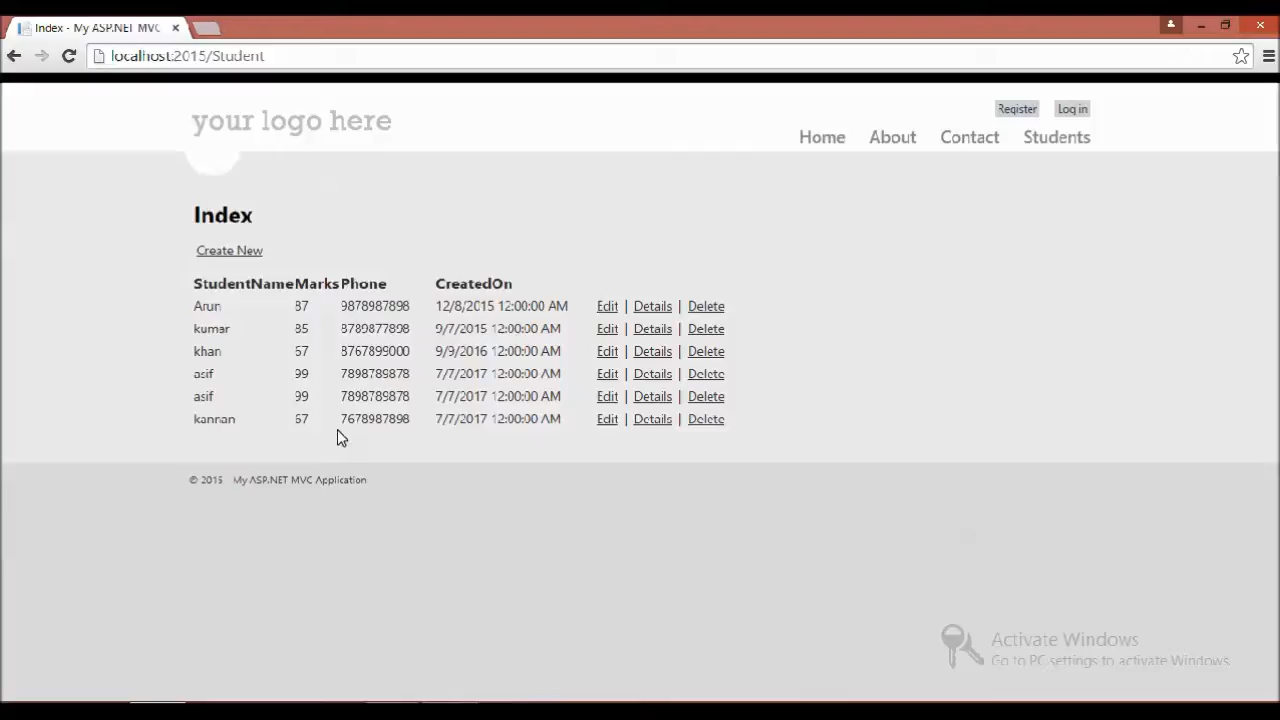 Index - My ASP.NET MVC
localhost:2015/Student
Register Log in
your logo here
Home About Contact Students
Index
Create New
StudentName Marks Phone CreatedOn
Arun 87 9878987898 12/8/2015 12:00:00 AM Edit | Details | Delete
kumar 85 8789877898 9/7/2015 12:00:00 AM Edit | Details | Delete
khan 67 8767899000 9/9/2016 12:00:00 AM Edit | Details | Delete
asif 99 7898989878 7/7/2017 12:00:00 AM Edit | Details | Delete
asif 99 7898989878 7/7/2017 12:00:00 AM Edit | Details | Delete
kannan 67 7678987898 7/7/2017 12:00:00 AM Edit | Details | Delete
© 2015 My ASP.NET MVC Application
Activate Windows
Go to PC settings to activate Windows.